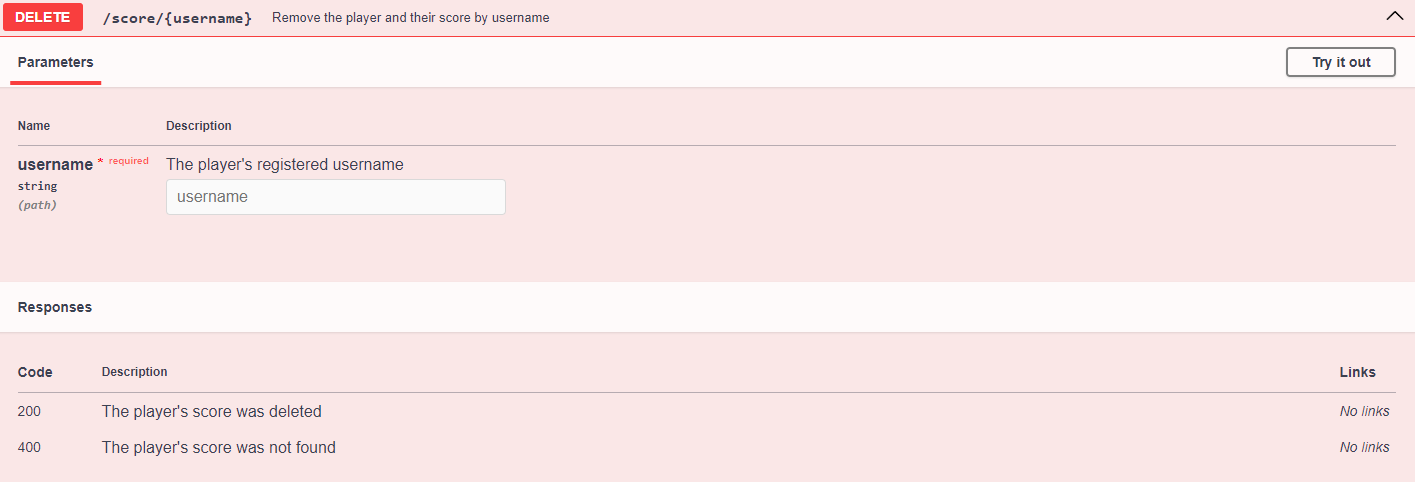 DELETE /score/{username} Remove the player and their score by username
Parameters Try it out
Name Description
username * required The player's registered username
string username
(path)
Responses
Code Description Links
200 The player's score was deleted No links
400 The player's score was not found No links